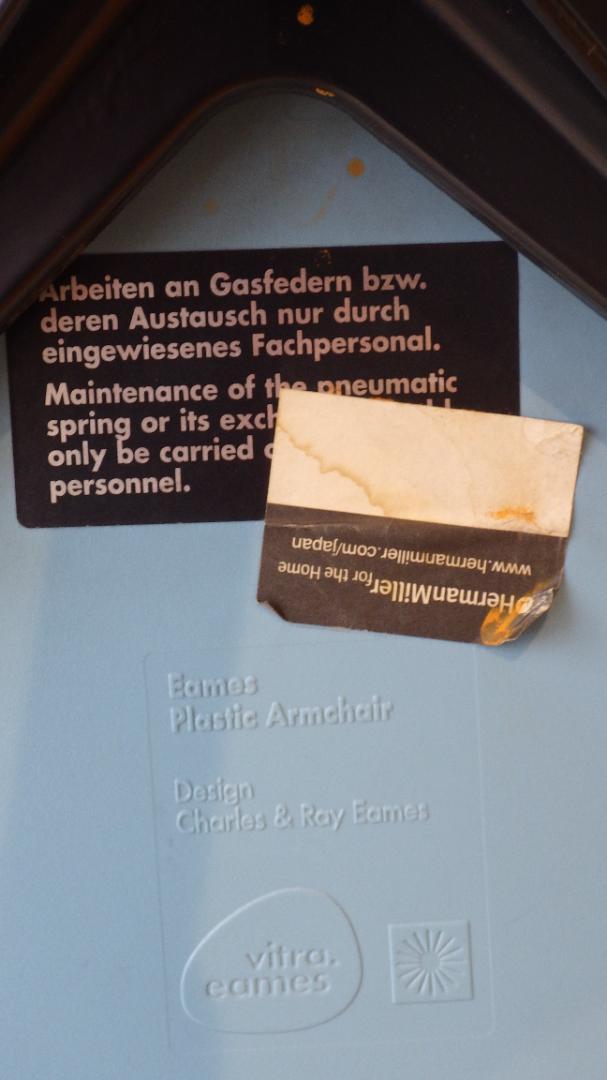 Arbeiten an Gasfedern bzw.
deren Austausch nur durch
eingewiesenes Fachpersonal.
Maintenance of the pneumatic
spring or its
only be carried
personnel.
HermanMiller for the Home
www.hermanmiller.com/japan
Eames
Plastic Armchair
Design
Charles & Ray Eames
vitra.
eames